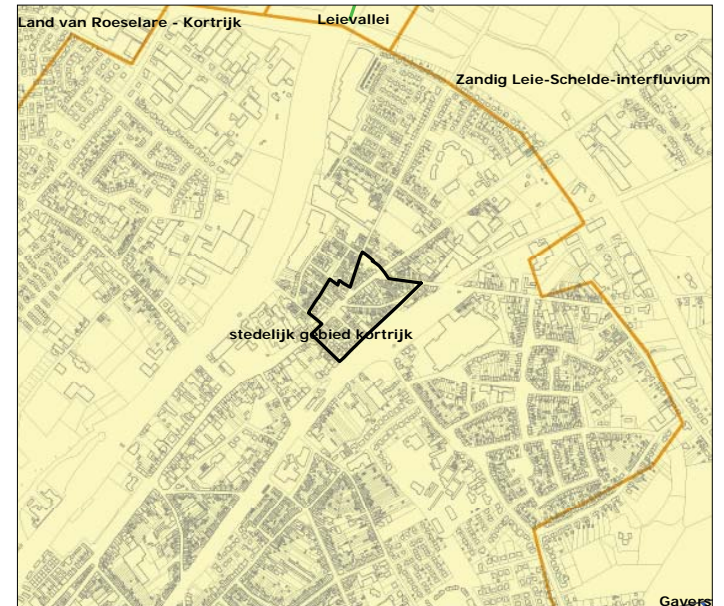 Land van Roeselare - Kortrijk
Leievallei
Zandig Leie-Schelde-interfluvium
stedelijk gebied kortrijk
Gavers